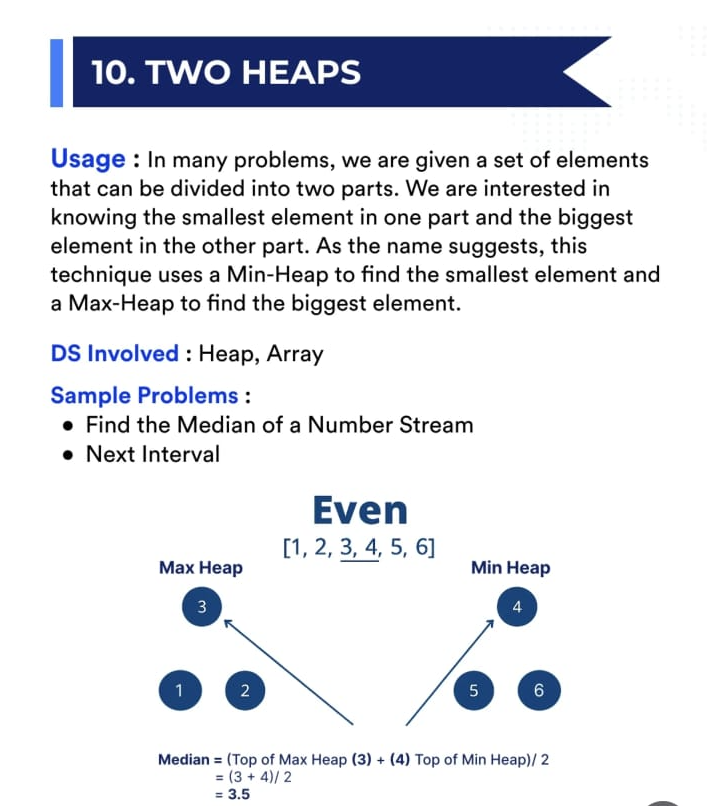 10. TWO HEAPS
Usage : In many problems, we are given a set of elements
that can be divided into two parts. We are interested in
knowing the smallest element in one part and the biggest
element in the other part. As the name suggests, this
technique uses a Min-Heap to find the smallest element and
a Max-Heap to find the biggest element.
DS Involved : Heap, Array
Sample Problems :
• Find the Median of a Number Stream
• Next Interval
Even
[1, 2, 3, 4, 5, 6]
Max Heap Min Heap
3 4
1 2 5 6
Median = (Top of Max Heap (3) + (4) Top of Min Heap)/ 2
= (3 + 4)/ 2
= 3.5